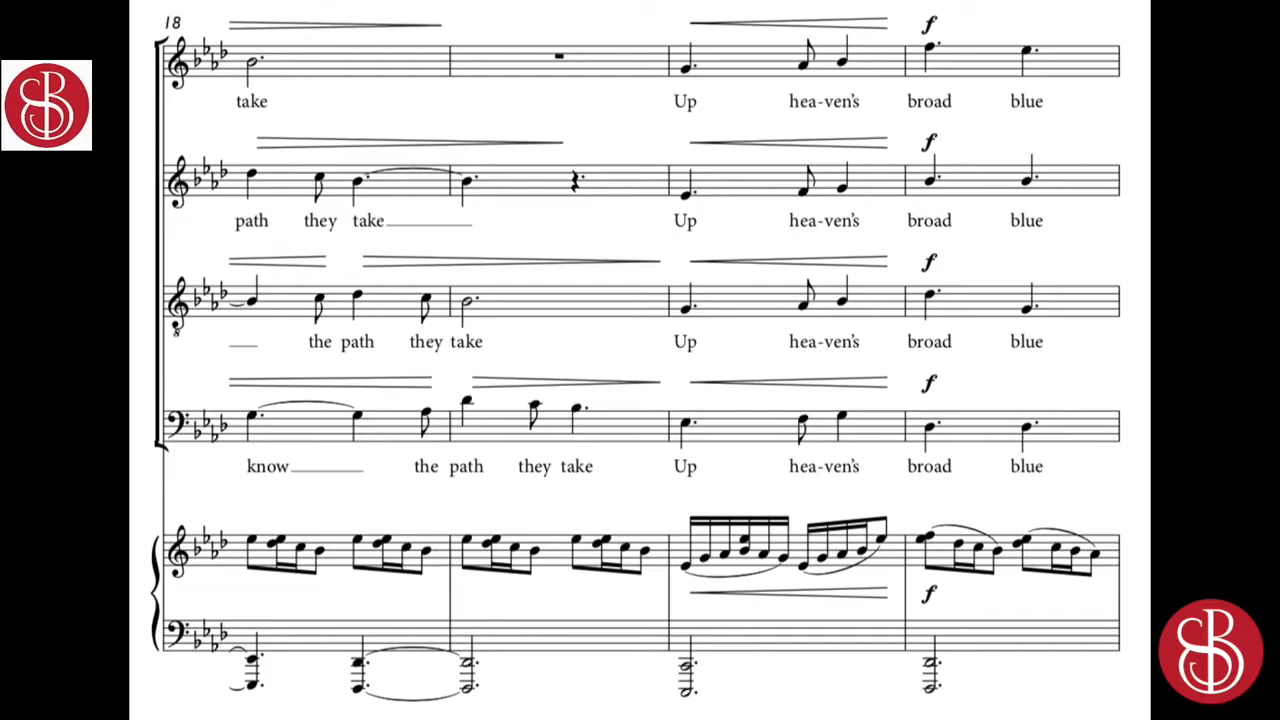 18
take Up hea-ven's broad blue
f
path they take Up hea-ven's broad blue
f
the path they take Up hea-ven's broad blue
f
know the path they take Up hea-ven's broad blue
f